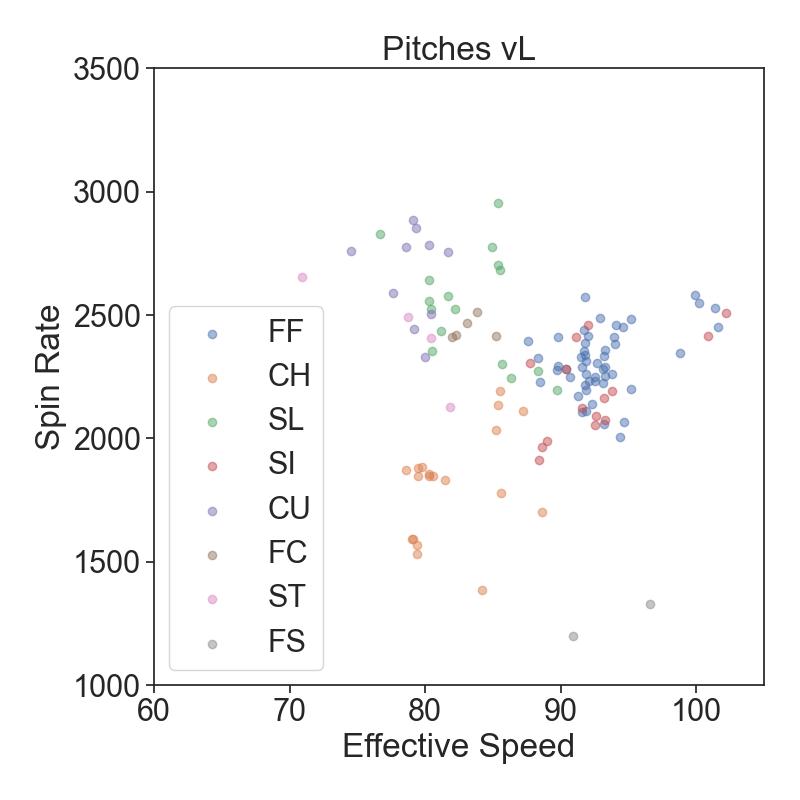 Pitches vL
3500
3000
2500
2000
1500
1000
Spin Rate
FF
CH
SL
SI
CU
FC
ST
FS
60
70
80
90
100
Effective Speed